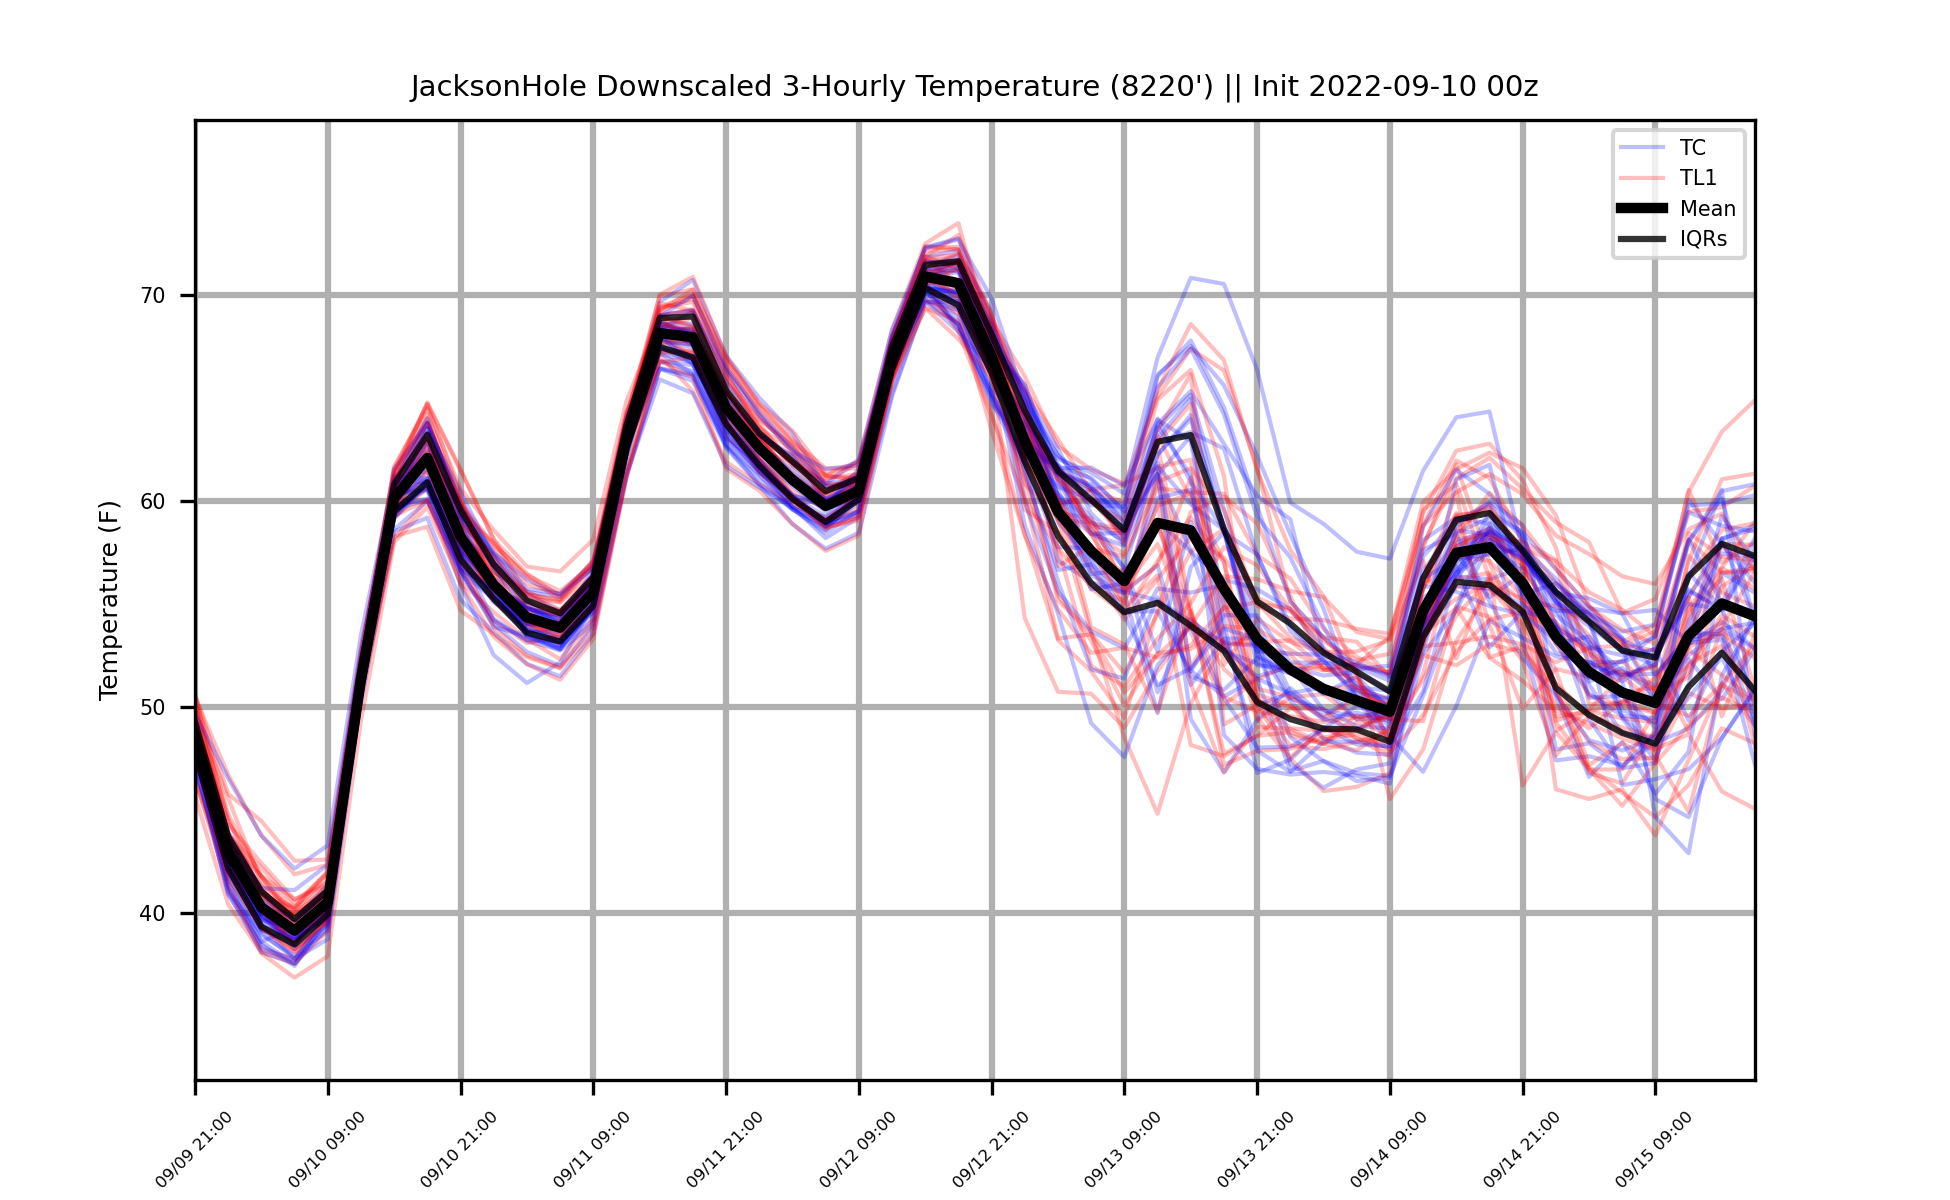 JacksonHole Downscaled 3-Hourly Temperature (8220') || Init 2022-09-10 00z
TC
TL1
Mean
IQRs
Temperature (F)
70
60
50
40
09/09 21:00
09/10 09:00
09/10 21:00
09/11 09:00
09/11 21:00
09/12 09:00
09/12 21:00
09/13 09:00
09/13 21:00
09/14 09:00
09/14 21:00
09/15 09:00